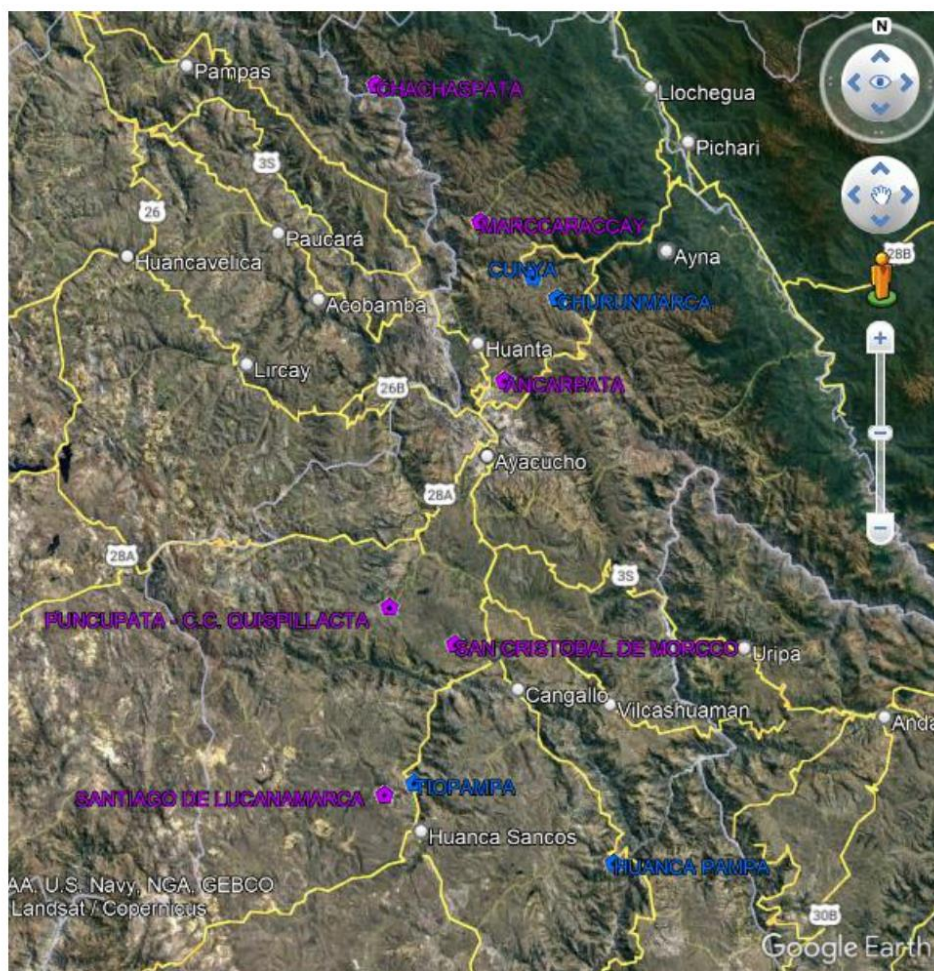 N
Pampas
CHACHASPATA
Llochegua
Pichari
3S
26
MARCCARACCAY
Paucará
Huancavelica
Ayna
28B
CUNYA
CHURUNMARCA
Acobamba
Huanta
Lircay
26B
ANCARPATA
Ayacucho
28A
28A
3S
PUNCUPATA - C.C. QUISPILLACTA
SAN CRISTOBAL DE MORCCO
Uripa
Cangallo
Vilcashuaman
Anda
TIOPAMPA
SANTIAGO DE LUCANAMARCA
Huanca Sancos
HUANCA PAMPA
AA, U.S. Navy, NGA, GEBCO
Landsat / Copernicus
30B
Google Earth